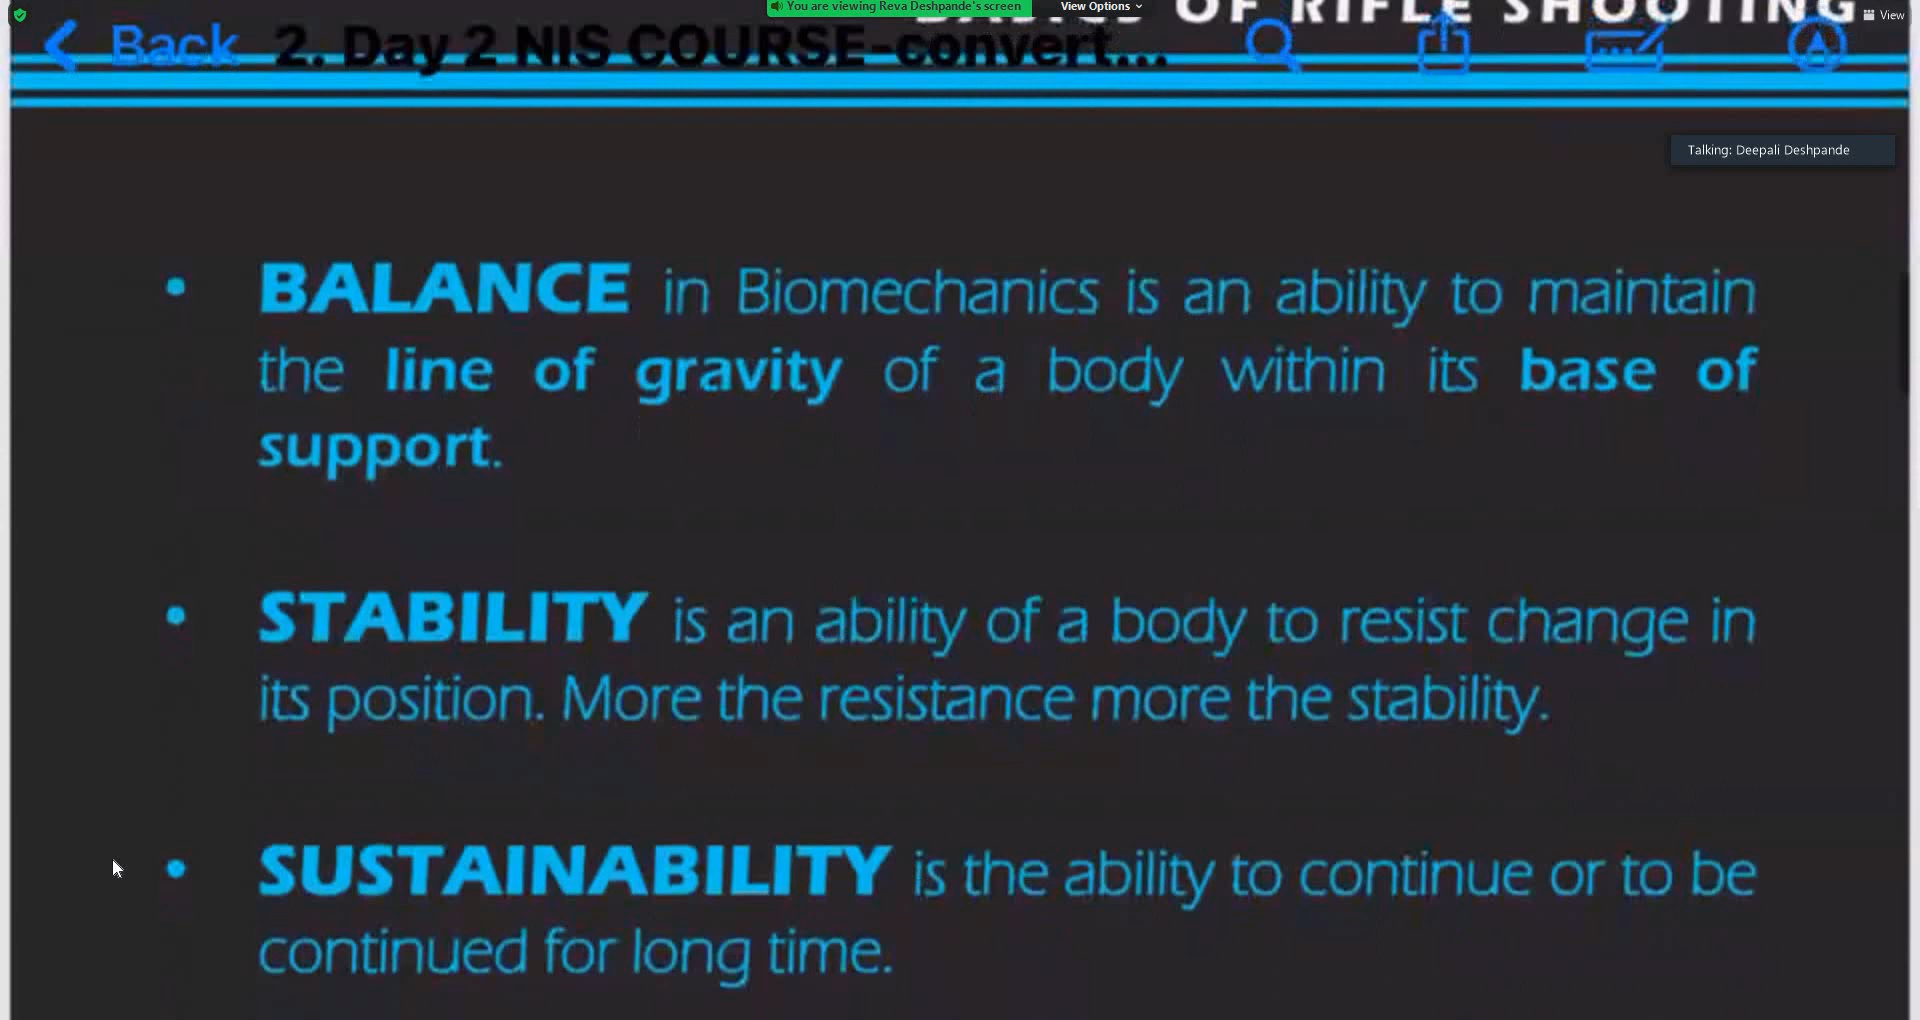 You are viewing Reva Deshpande's screen
View Options
BASICS OF RIFLE SHOOTING
View
Back
2. Day 2 NIS COURSE-convert...
Talking: Deepali Deshpande
• BALANCE in Biomechanics is an ability to maintain
the line of gravity of a body within its base of
support.
• STABILITY is an ability of a body to resist change in
its position. More the resistance more the stability.
• SUSTAINABILITY is the ability to continue or to be
continued for long time.